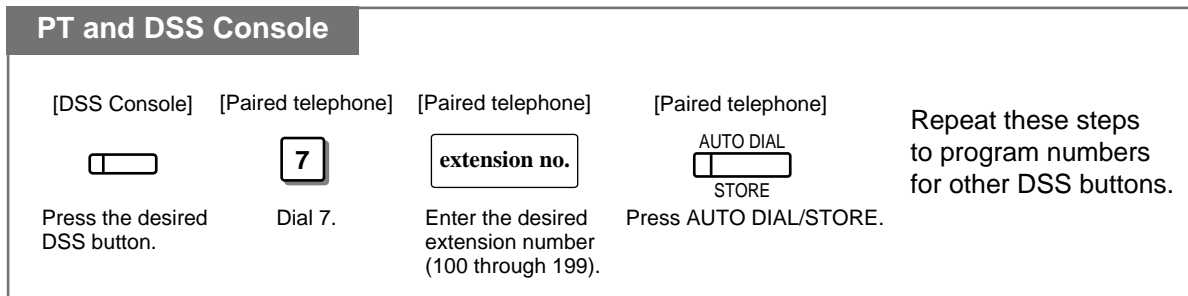 PT and DSS Console
[DSS Console] [Paired telephone] [Paired telephone] [Paired telephone]
7
extension no.
AUTO DIAL
STORE
Press the desired
DSS button.
Dial 7.
Enter the desired
extension number
(100 through 199).
Press AUTO DIAL/STORE.
Repeat these steps
to program numbers
for other DSS buttons.